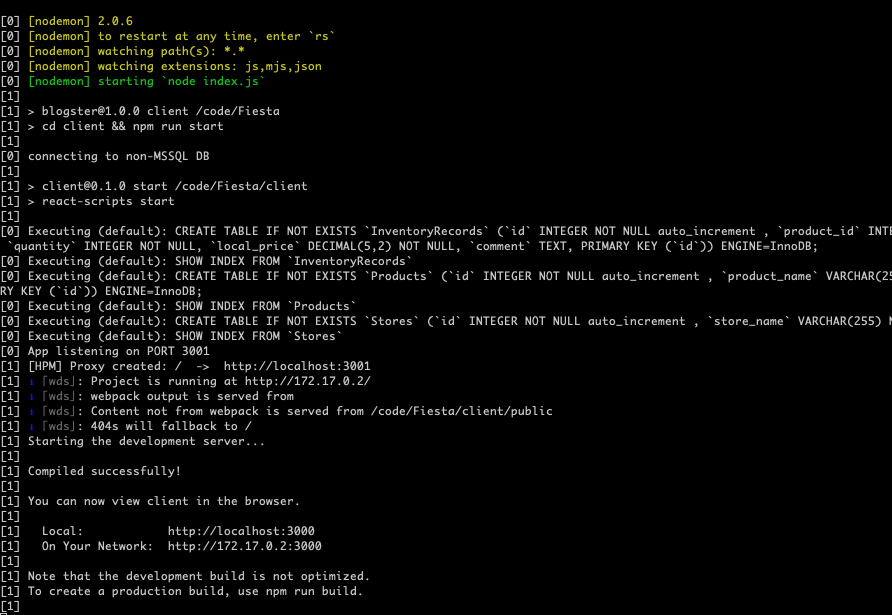 [0] [nodemon] 2.0.6
[0] [nodemon] to restart at any time, enter `rs`
[0] [nodemon] watching path(s): *.*
[0] [nodemon] watching extensions: js,mjs,json
[0] [nodemon] starting `node index.js`
[1]
[1] > blogster@1.0.0 client /code/Fiesta
[1] > cd client && npm run start
[1]
[0] connecting to non-MSSQL DB
[1]
[1] > client@0.1.0 start /code/Fiesta/client
[1] > react-scripts start
[1]
[0] Executing (default): CREATE TABLE IF NOT EXISTS `InventoryRecords` (`id` INTEGER NOT NULL auto_increment , `product_id` INTE
`quantity` INTEGER NOT NULL, `local_price` DECIMAL(5,2) NOT NULL, `comment` TEXT, PRIMARY KEY (`id`)) ENGINE=InnoDB;
[0] Executing (default): SHOW INDEX FROM `InventoryRecords`
[0] Executing (default): CREATE TABLE IF NOT EXISTS `Products` (`id` INTEGER NOT NULL auto_increment , `product_name` VARCHAR(25
RY KEY (`id`)) ENGINE=InnoDB;
[0] Executing (default): SHOW INDEX FROM `Products`
[0] Executing (default): CREATE TABLE IF NOT EXISTS `Stores` (`id` INTEGER NOT NULL auto_increment , `store_name` VARCHAR(255) N
[0] Executing (default): SHOW INDEX FROM `Stores`
[0] App listening on PORT 3001
[1] [HPM] Proxy created: /  ->  http://localhost:3001
[1] ℹ ｢wds｣: Project is running at http://172.17.0.2/
[1] ℹ ｢wds｣: webpack output is served from
[1] ℹ ｢wds｣: Content not from webpack is served from /code/Fiesta/client/public
[1] ℹ ｢wds｣: 404s will fallback to /
[1] Starting the development server...
[1]
[1] Compiled successfully!
[1]
[1] You can now view client in the browser.
[1]
[1]   Local:            http://localhost:3000
[1]   On Your Network:  http://172.17.0.2:3000
[1]
[1] Note that the development build is not optimized.
[1] To create a production build, use npm run build.
[1]